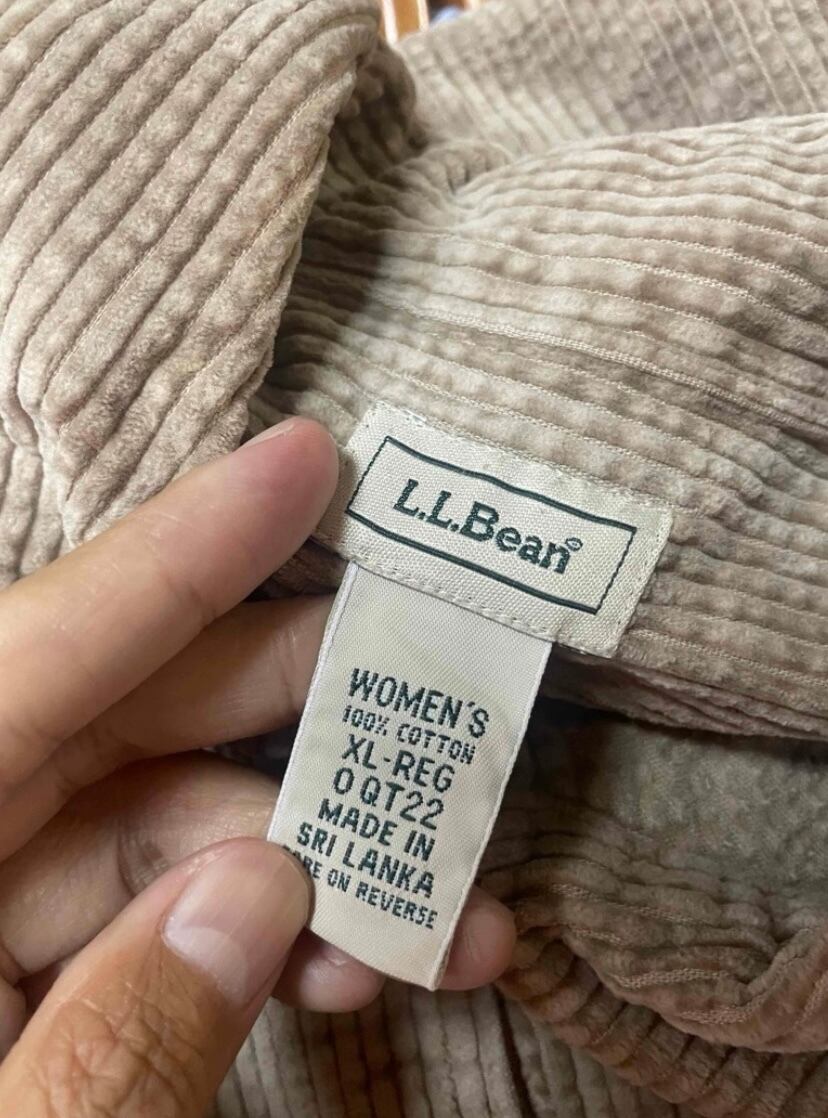 L.L.Bean®
WOMEN'S
100% COTTON
XL-REG
0 QT22
MADE IN
SRI LANKA
ON REVERSE